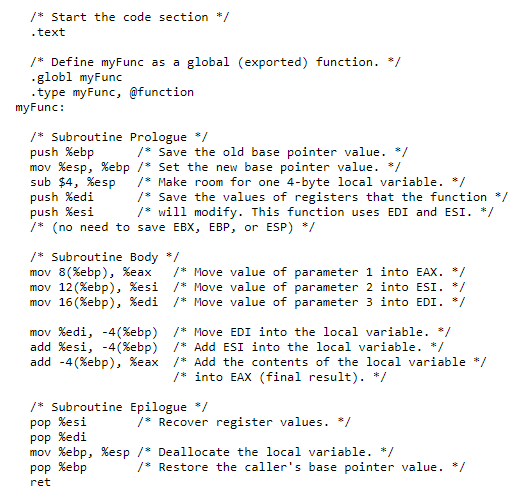 /* Start the code section */
.text
/* Define myFunc as a global (exported) function. */
.globl myFunc
.type myFunc, @function
myFunc:
/* Subroutine Prologue */
push %ebp /* Save the old base pointer value. */
mov %esp, %ebp /* Set the new base pointer value. */
sub $4, %esp /* Make room for one 4-byte local variable. */
push %edi /* Save the values of registers that the function */
push %esi /* will modify. This function uses EDI and ESI. */
/* (no need to save EBX, EBP, or ESP) */
/* Subroutine Body */
mov 8(%ebp), %eax /* Move value of parameter 1 into EAX. */
mov 12(%ebp), %esi /* Move value of parameter 2 into ESI. */
mov 16(%ebp), %edi /* Move value of parameter 3 into EDI. */
mov %edi, -4(%ebp) /* Move EDI into the local variable. */
add %esi, -4(%ebp) /* Add ESI into the local variable. */
add -4(%ebp), %eax /* Add the contents of the local variable */
/* into EAX (final result). */
/* Subroutine Epilogue */
pop %esi /* Recover register values. */
pop %edi
mov %ebp, %esp /* Deallocate the local variable. */
pop %ebp /* Restore the caller's base pointer value. */
ret